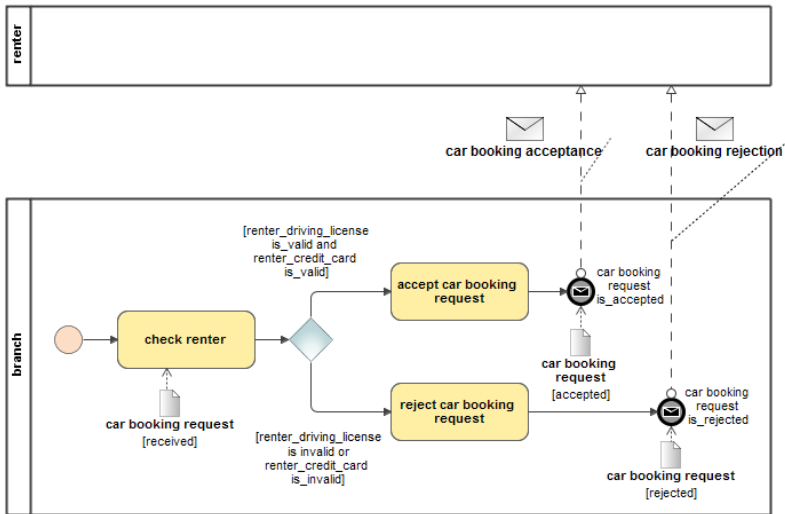 renter
car booking acceptance
car booking rejection
branch
[renter_driving_license
is_valid and
renter_credit_card
is_valid]
accept car booking
request
car booking
request
is_accepted
check renter
car booking
request
[accepted]
car booking request
[received]
reject car booking
request
car booking
request
is_rejected
[renter_driving_license
is invalid or
renter_credit_card
is_invalid]
car booking request
[rejected]